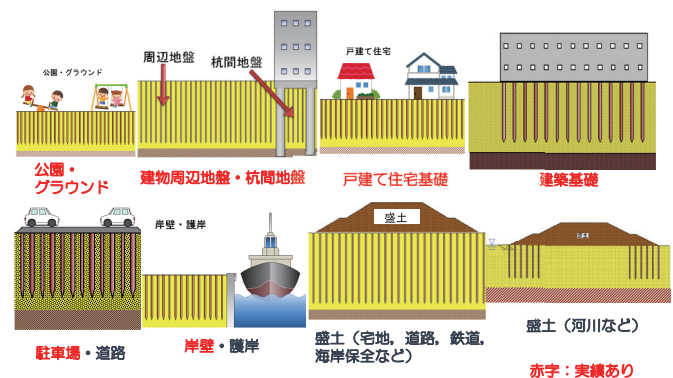 公園・グラウンド
周辺地盤
杭間地盤
戸建て住宅
公園・
グラウンド
建物周辺地盤・杭間地盤
戸建て住宅基礎
建築基礎
岸壁・護岸
盛土
盛土
駐車場・道路
岸壁・護岸
盛土（宅地，道路，鉄道，
海岸保全など）
盛土（河川など）
赤字：実績あり